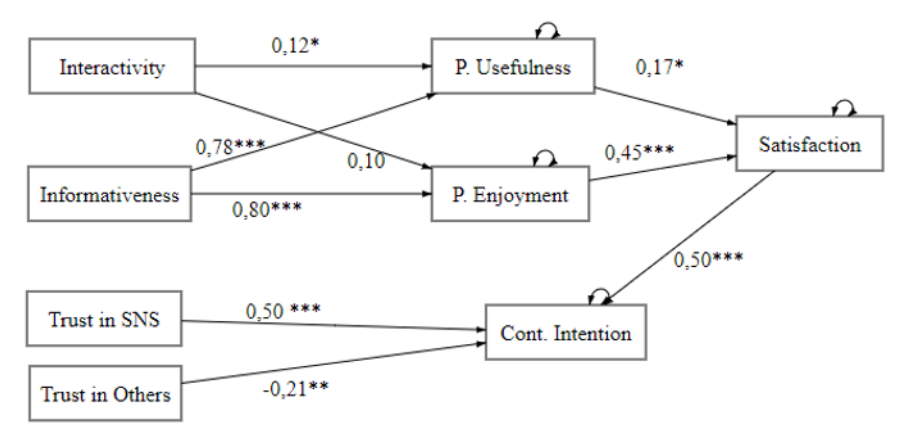 Interactivity
0,12*
P. Usefulness
0,17*
Satisfaction
0,78***
0,10
0,45***
Informativeness
0,80***
P. Enjoyment
0,50***
Trust in SNS
0,50 ***
Cont. Intention
Trust in Others
-0,21**